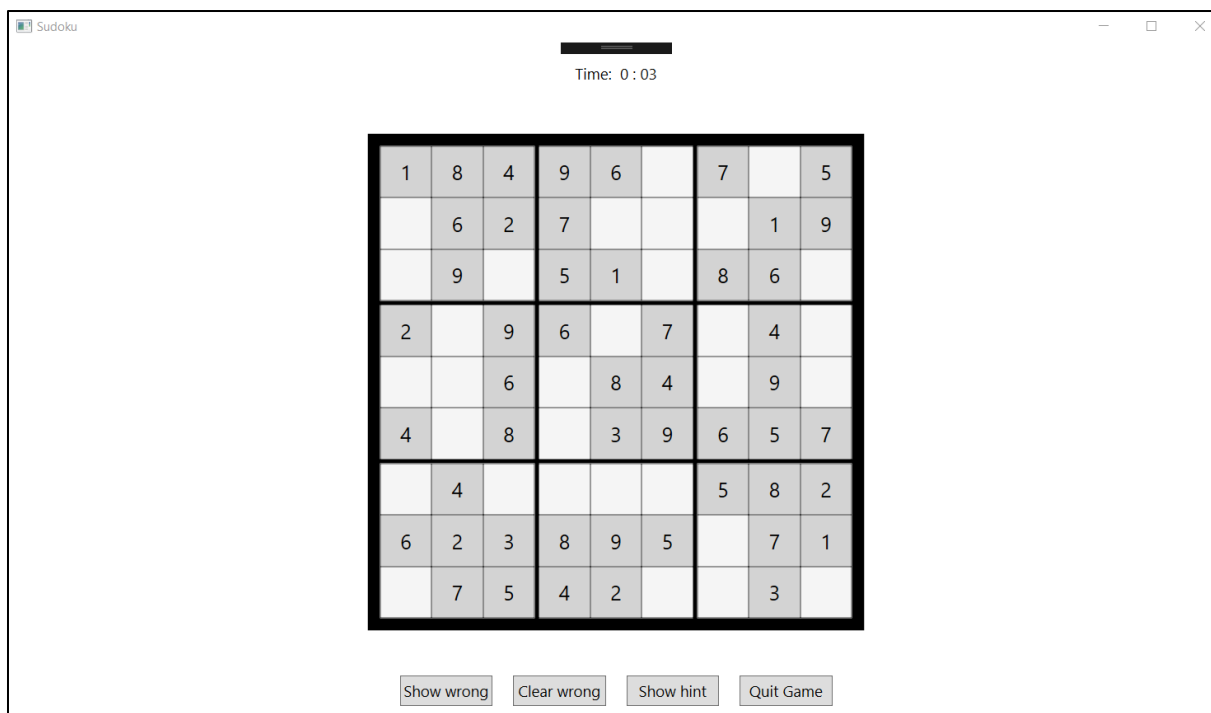 Sudoku
Time: 0 : 03
1 8 4 9 6 7 5
6 2 7 1 9
9 5 1 8 6
2 9 6 7 4
6 8 4 9
4 8 3 9 6 5 7
4 5 8 2
6 2 3 8 9 5 7 1
7 5 4 2 3
Show wrong Clear wrong Show hint Quit Game